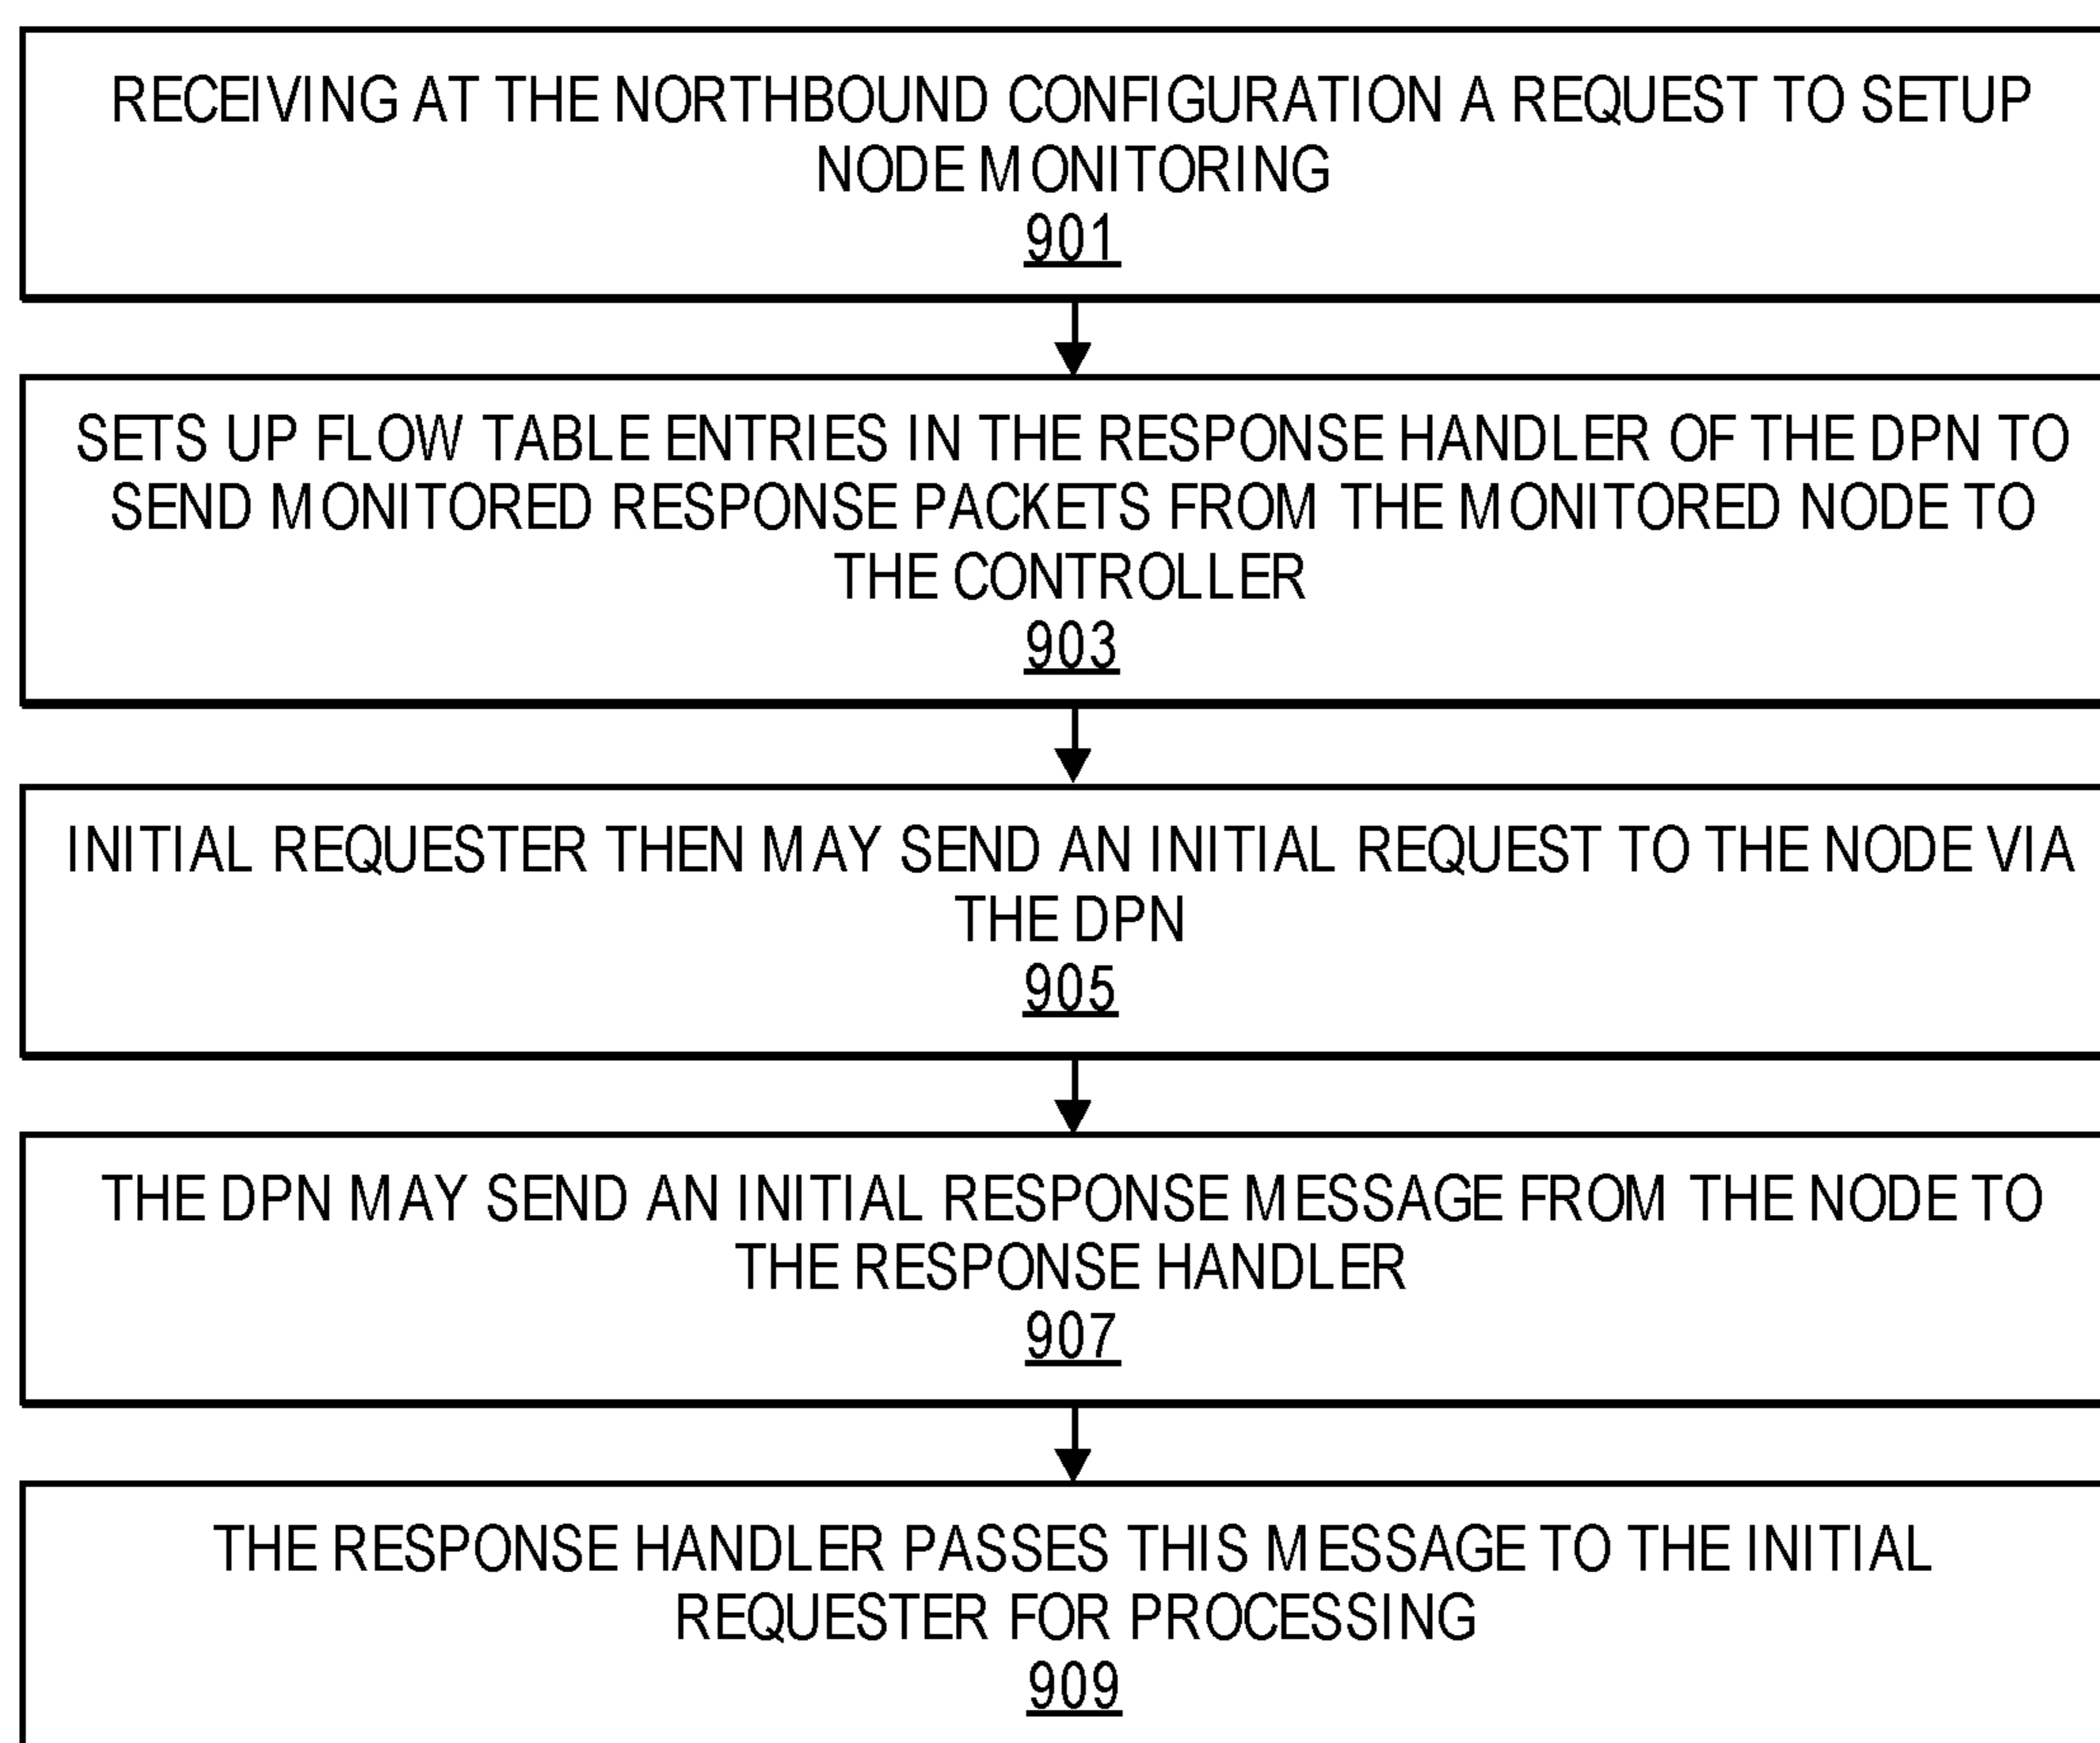 RECEIVING AT THE NORTHBOUND CONFIGURATION A REQUEST TO SETUP
NODE MONITORING
901
SETS UP FLOW TABLE ENTRIES IN THE RESPONSE HANDLER OF THE DPN TO
SEND MONITORED RESPONSE PACKETS FROM THE MONITORED NODE TO
THE CONTROLLER
903
INITIAL REQUESTER THEN MAY SEND AN INITIAL REQUEST TO THE NODE VIA
THE DPN
905
THE DPN MAY SEND AN INITIAL RESPONSE MESSAGE FROM THE NODE TO
THE RESPONSE HANDLER
907
THE RESPONSE HANDLER PASSES THIS MESSAGE TO THE INITIAL
REQUESTER FOR PROCESSING
909